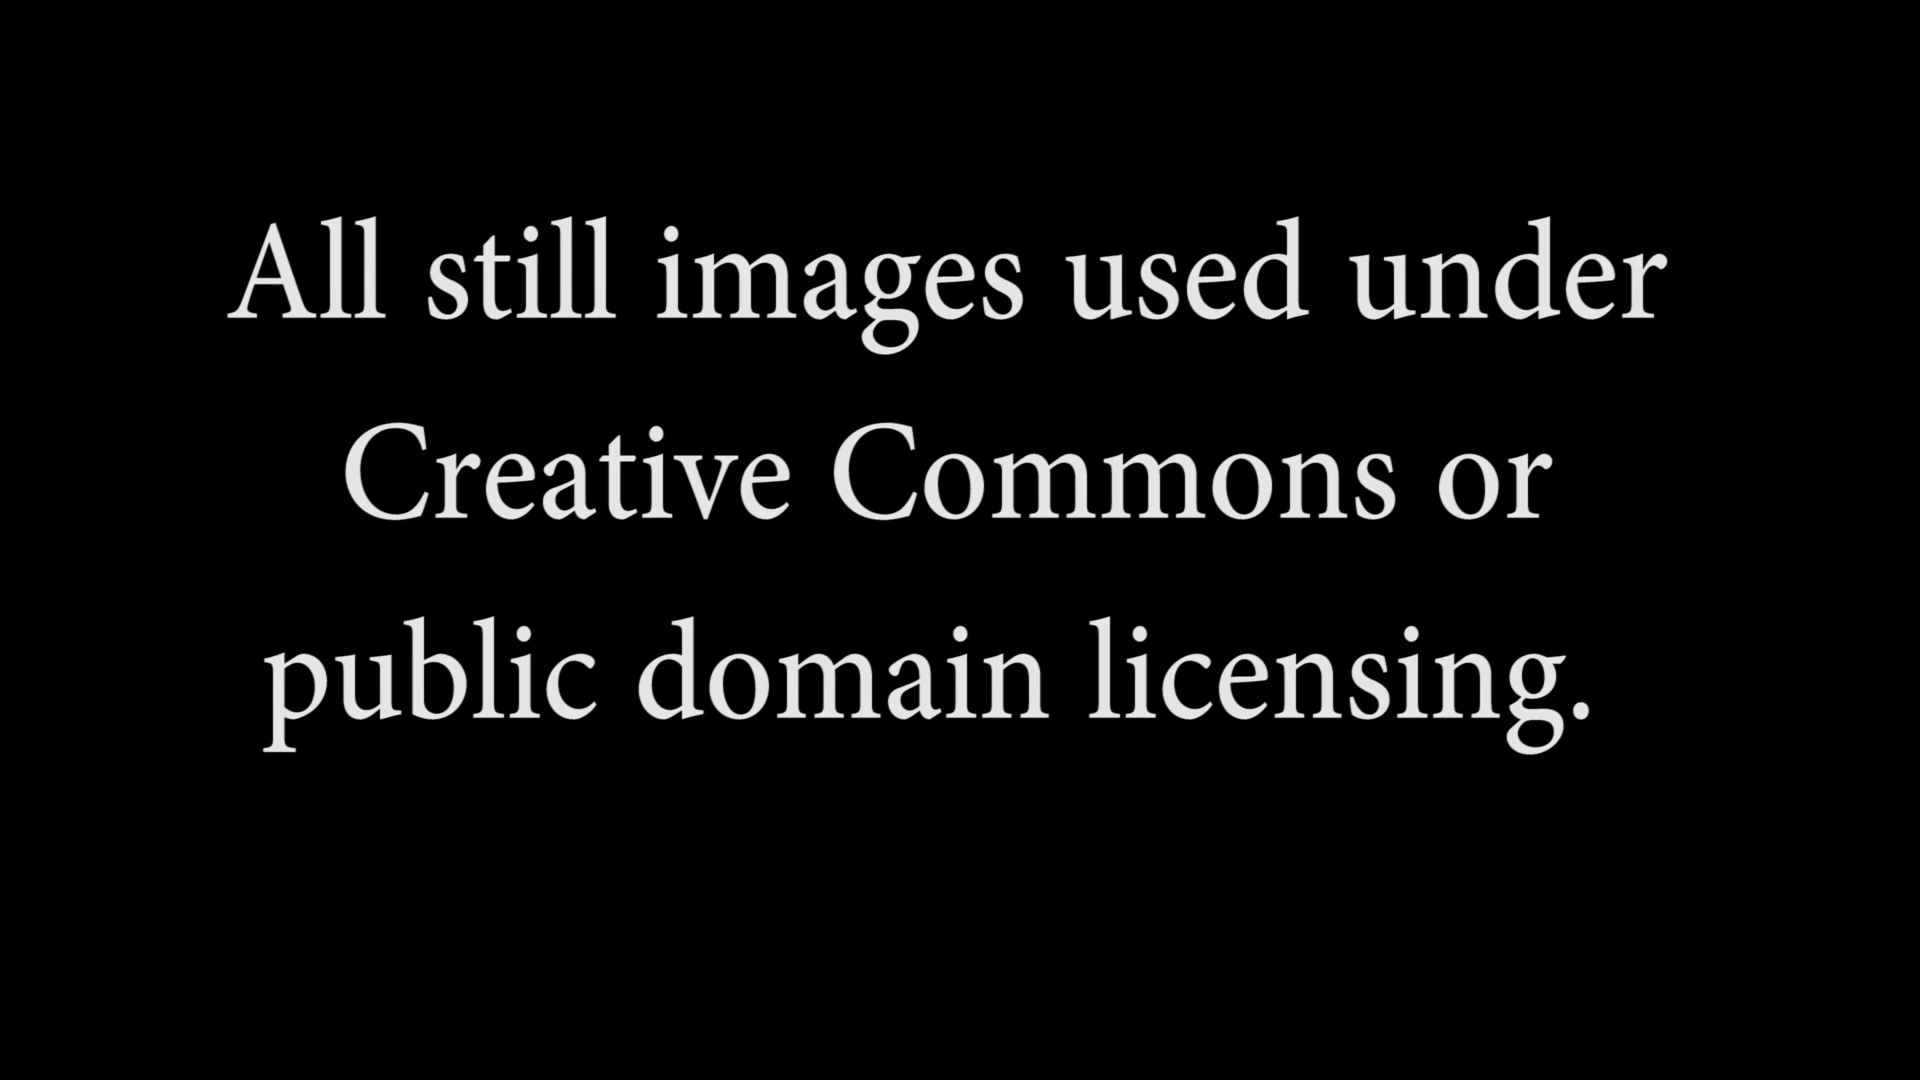 All still images used under
Creative Commons or
public domain licensing.